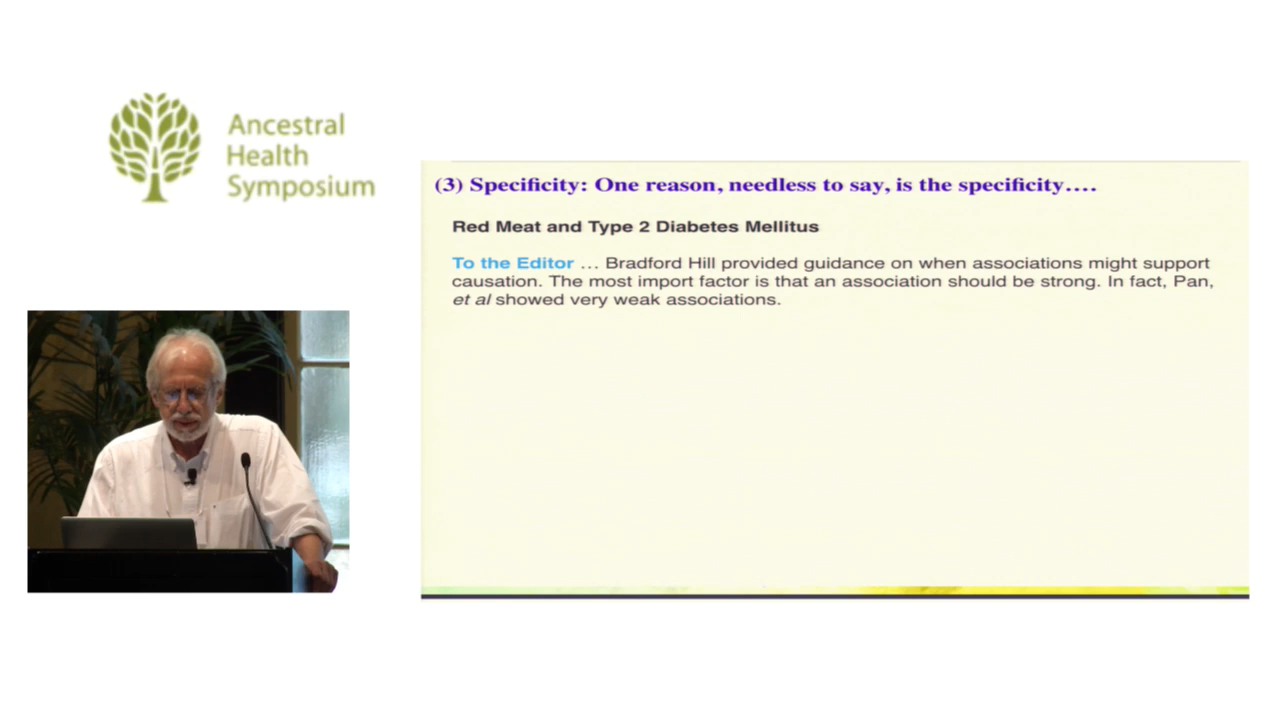 Ancestral
Health
Symposium
(3) Specificity: One reason, needless to say, is the specificity....
Red Meat and Type 2 Diabetes Mellitus
To the Editor … Bradford Hill provided guidance on when associations might support
causation. The most import factor is that an association should be strong. In fact, Pan,
et al showed very weak associations.